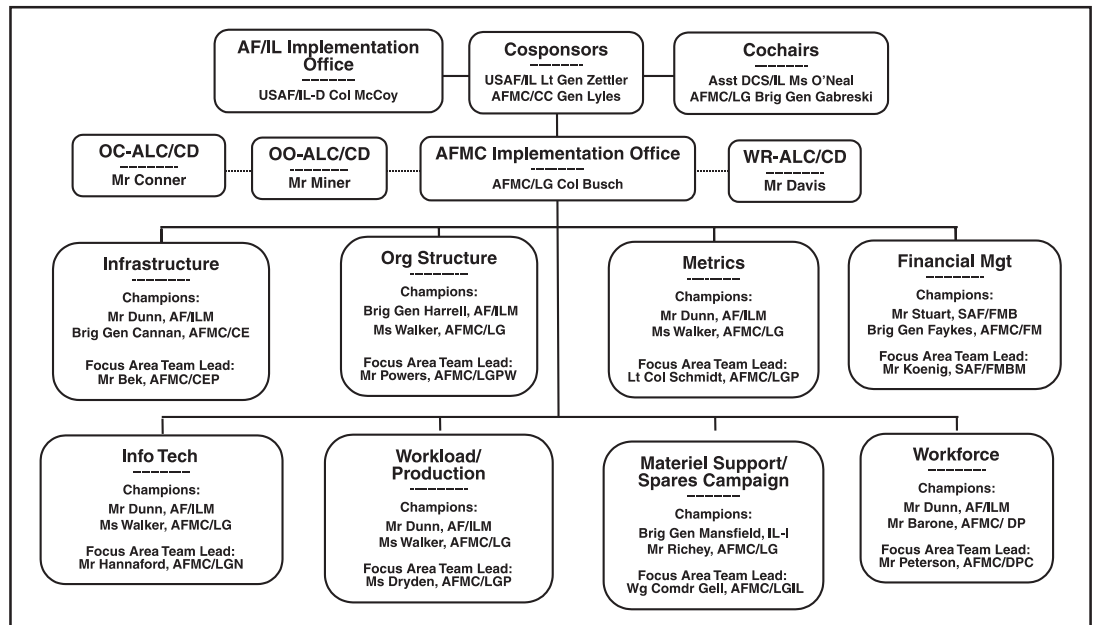 AF/IL Implementation
Office
USAF/IL-D Col McCoy
Cosponsors
USAF/IL Lt Gen Zettler
AFMC/CC Gen Lyles
Cochairs
Asst DCS/IL Ms O'Neal
AFMC/LG Brig Gen Gabreski
OC-ALC/CD
Mr Conner
OO-ALC/CD
Mr Miner
AFMC Implementation Office
AFMC/LG Col Busch
WR-ALC/CD
Mr Davis
Infrastructure
Champions:
Mr Dunn, AF/ILM
Brig Gen Cannan, AFMC/CE
Focus Area Team Lead:
Mr Bek, AFMC/CEP
Org Structure
Champions:
Brig Gen Harrell, AF/ILM
Ms Walker, AFMC/LG
Focus Area Team Lead:
Mr Powers, AFMC/LGPW
Metrics
Champions:
Mr Dunn, AF/ILM
Ms Walker, AFMC/LG
Focus Area Team Lead:
Lt Col Schmidt, AFMC/LGP
Financial Mgt
Champions:
Mr Stuart, SAF/FMB
Brig Gen Faykes, AFMC/FM
Focus Area Team Lead:
Mr Koenig, SAF/FMBM
Info Tech
Champions:
Mr Dunn, AF/ILM
Ms Walker, AFMC/LG
Focus Area Team Lead:
Mr Hannaford, AFMC/LGN
Workload/
Production
Champions:
Mr Dunn, AF/ILM
Ms Walker, AFMC/LG
Focus Area Team Lead:
Ms Dryden, AFMC/LGP
Materiel Support/
Spares Campaign
Champions:
Brig Gen Mansfield, IL-I
Mr Richey, AFMC/LG
Focus Area Team Lead:
Wg Comdr Gell, AFMC/LGIL
Workforce
Champions:
Mr Dunn, AF/ILM
Mr Barone, AFMC/ DP
Focus Area Team Lead:
Mr Peterson, AFMC/DPC